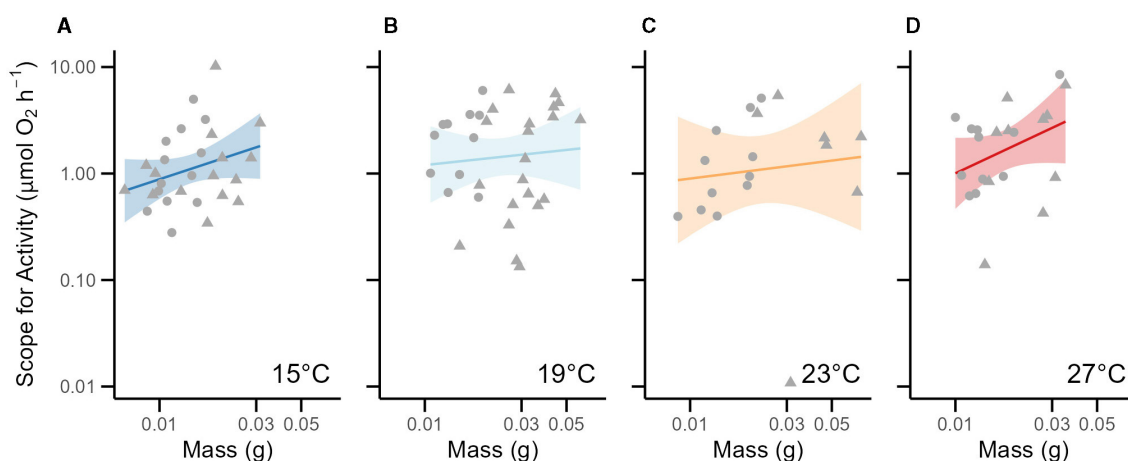 A B C D
Scope for Activity (µmol O₂ h⁻¹)
10.00
1.00
0.10
0.01
15°C 19°C 23°C 27°C
0.01 0.03 0.05 0.01 0.03 0.05 0.01 0.03 0.05 0.01 0.03 0.05
Mass (g) Mass (g) Mass (g) Mass (g)